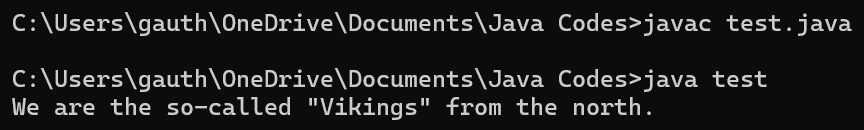 C:\Users\gauth\OneDrive\Documents\Java Codes>javac test.java
C:\Users\gauth\OneDrive\Documents\Java Codes>java test
We are the so-called "Vikings" from the north.